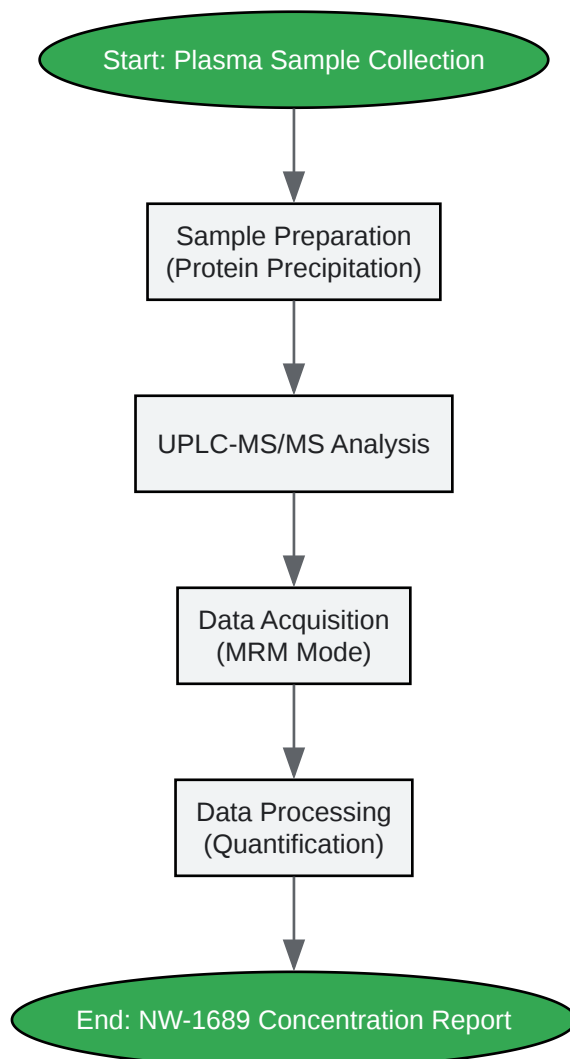 Start: Plasma Sample Collection
Sample Preparation
(Protein Precipitation)
UPLC-MS/MS Analysis
Data Acquisition
(MRM Mode)
Data Processing
(Quantification)
End: NW-1689 Concentration Report